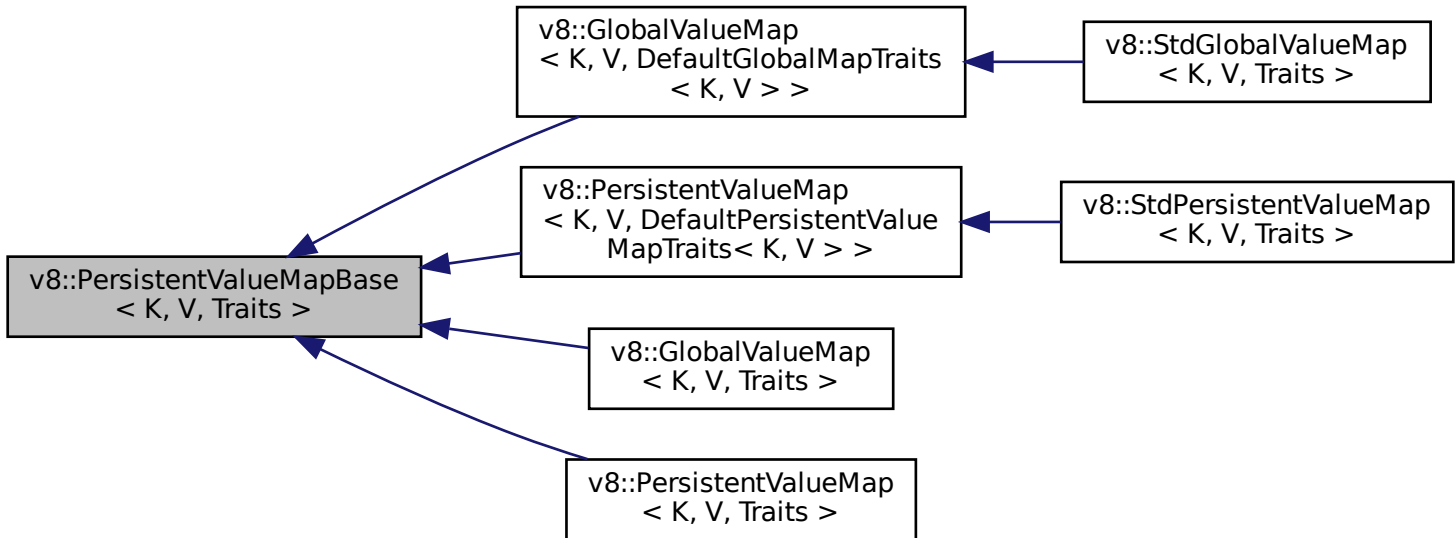 v8::GlobalValueMap
< K, V, DefaultGlobalMapTraits
< K, V > >
v8::StdGlobalValueMap
< K, V, Traits >
v8::PersistentValueMap
< K, V, DefaultPersistentValue
MapTraits< K, V > >
v8::StdPersistentValueMap
< K, V, Traits >
v8::PersistentValueMapBase
< K, V, Traits >
v8::GlobalValueMap
< K, V, Traits >
v8::PersistentValueMap
< K, V, Traits >